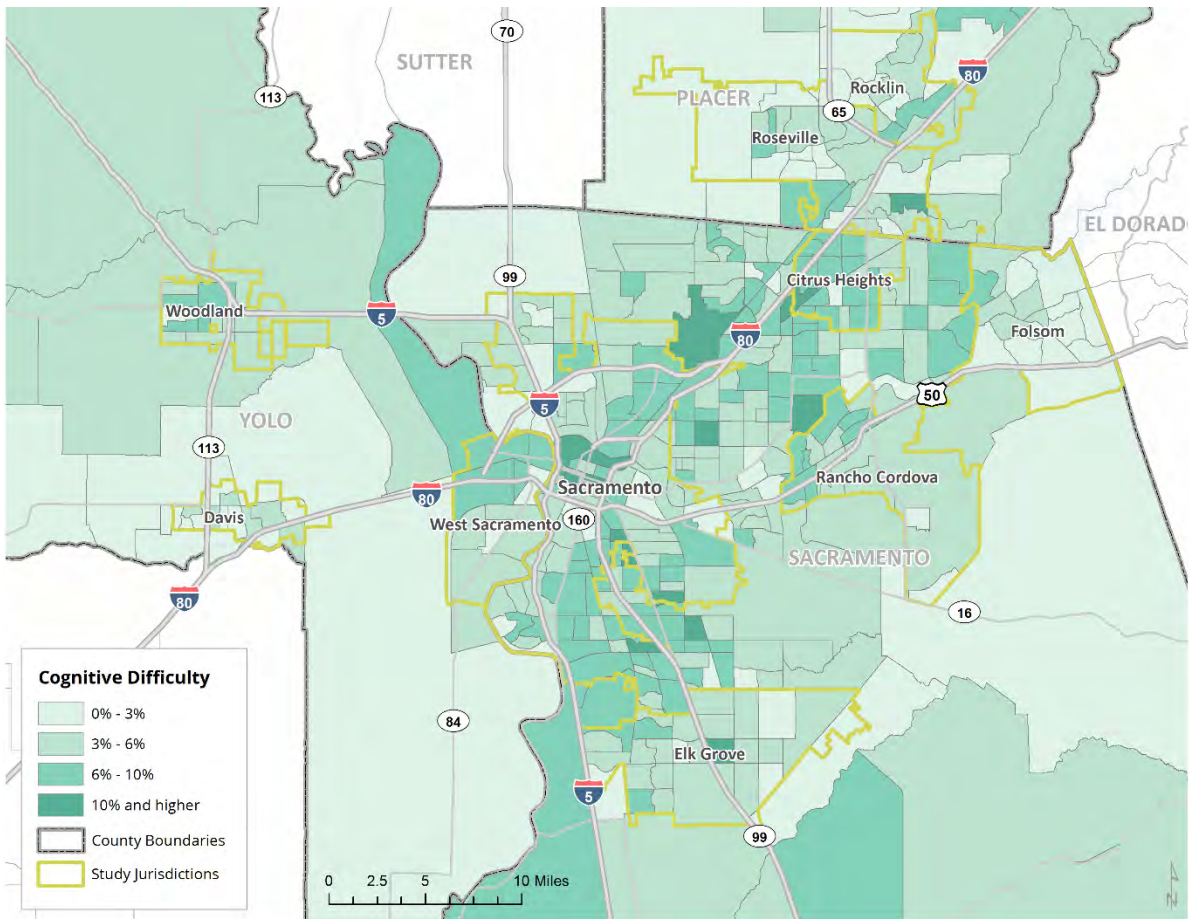 70
SUTTER
113
80
Rocklin
PLACER
65
Roseville
EL DORADO
99
Citrus Heights
Woodland
5
Folsom
80
5
50
YOLO
113
Rancho Cordova
Sacramento
80
Davis
West Sacramento
160
SACRAMENTO
80
16
84
Elk Grove
5
99
Cognitive Difficulty
0% - 3%
3% - 6%
6% - 10%
10% and higher
County Boundaries
Study Jurisdictions
0 2.5 5 10 Miles